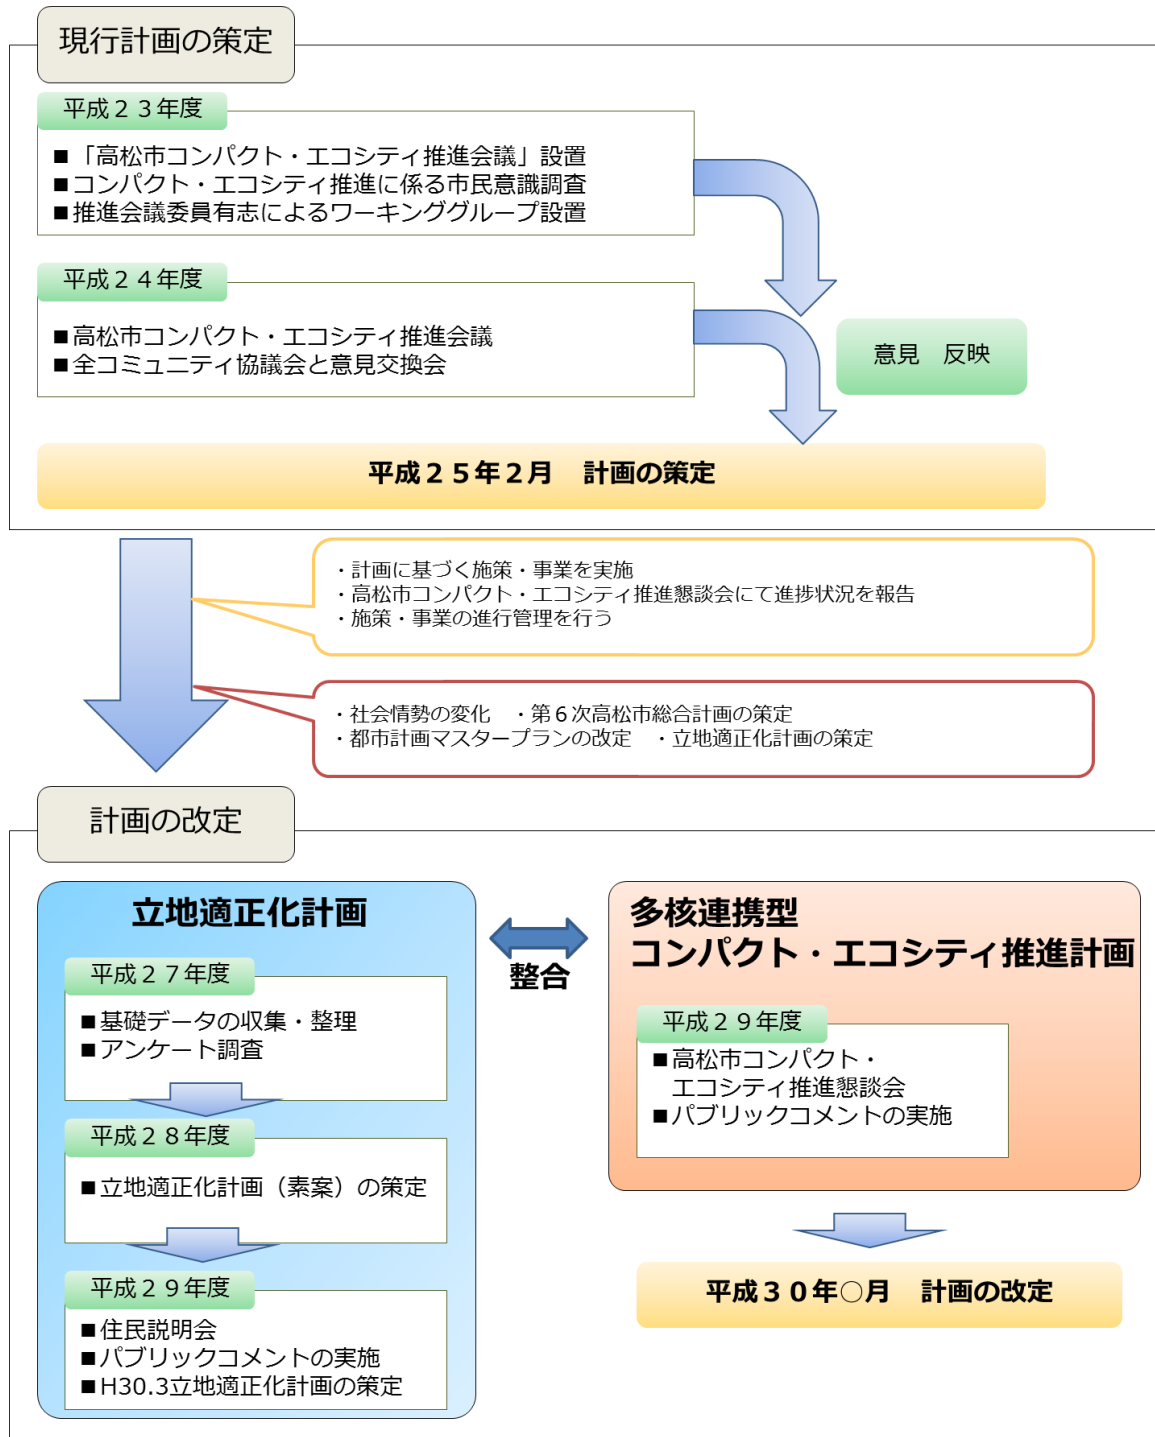 現行計画の策定
平成２３年度
■「高松市コンパクト・エコシティ推進会議」設置
■コンパクト・エコシティ推進に係る市民意識調査
■推進会議委員有志によるワーキンググループ設置
平成２４年度
■高松市コンパクト・エコシティ推進会議
■全コミュニティ協議会と意見交換会
意見　反映
平成２５年２月　計画の策定
・計画に基づく施策・事業を実施
・高松市コンパクト・エコシティ推進懇談会にて進捗状況を報告
・施策・事業の進行管理を行う
・社会情勢の変化　・第６次高松市総合計画の策定
・都市計画マスタープランの改定　・立地適正化計画の策定
計画の改定
立地適正化計画
平成２７年度
■基礎データの収集・整理
■アンケート調査
平成２８年度
■立地適正化計画（素案）の策定
平成２９年度
■住民説明会
■パブリックコメントの実施
■H30.3立地適正化計画の策定
整合
多核連携型
コンパクト・エコシティ推進計画
平成２９年度
■高松市コンパクト・
エコシティ推進懇談会
■パブリックコメントの実施
平成３０年○月　計画の改定